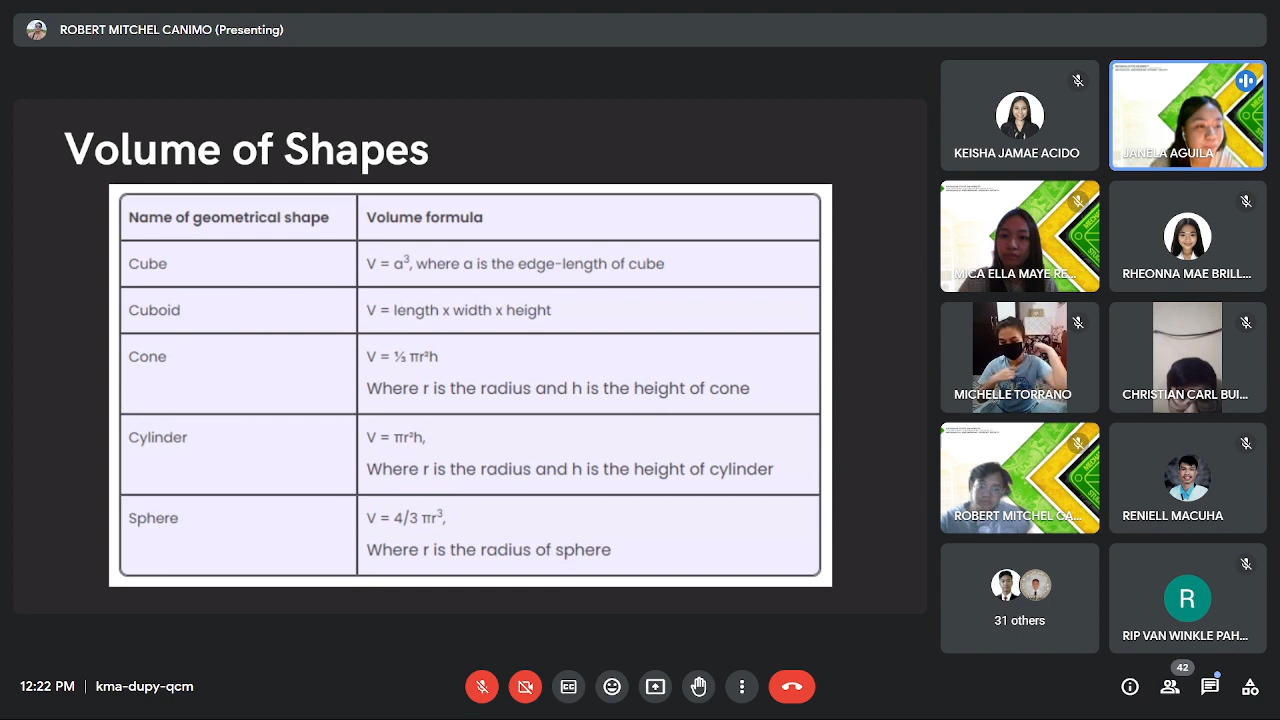 ROBERT MITCHEL CANIMO (Presenting)
Volume of Shapes
Name of geometrical shape
Volume formula
Cube
V = a³, where a is the edge-length of cube
Cuboid
V = length x width x height
Cone
V = ⅓ πr²h
Where r is the radius and h is the height of cone
Cylinder
V = πr²h,
Where r is the radius and h is the height of cylinder
Sphere
V = 4/3 πr³,
Where r is the radius of sphere
KEISHA JAMAE ACIDO
JANELA AGUILA
MICA ELLA MAYE RE...
RHEONNA MAE BRILL...
MICHELLE TORRANO
CHRISTIAN CARL BUI...
ROBERT MITCHEL CA...
RENIELL MACUHA
31 others
R
RIP VAN WINKLE PAH...
12:22 PM | kma-dupy-qcm
42